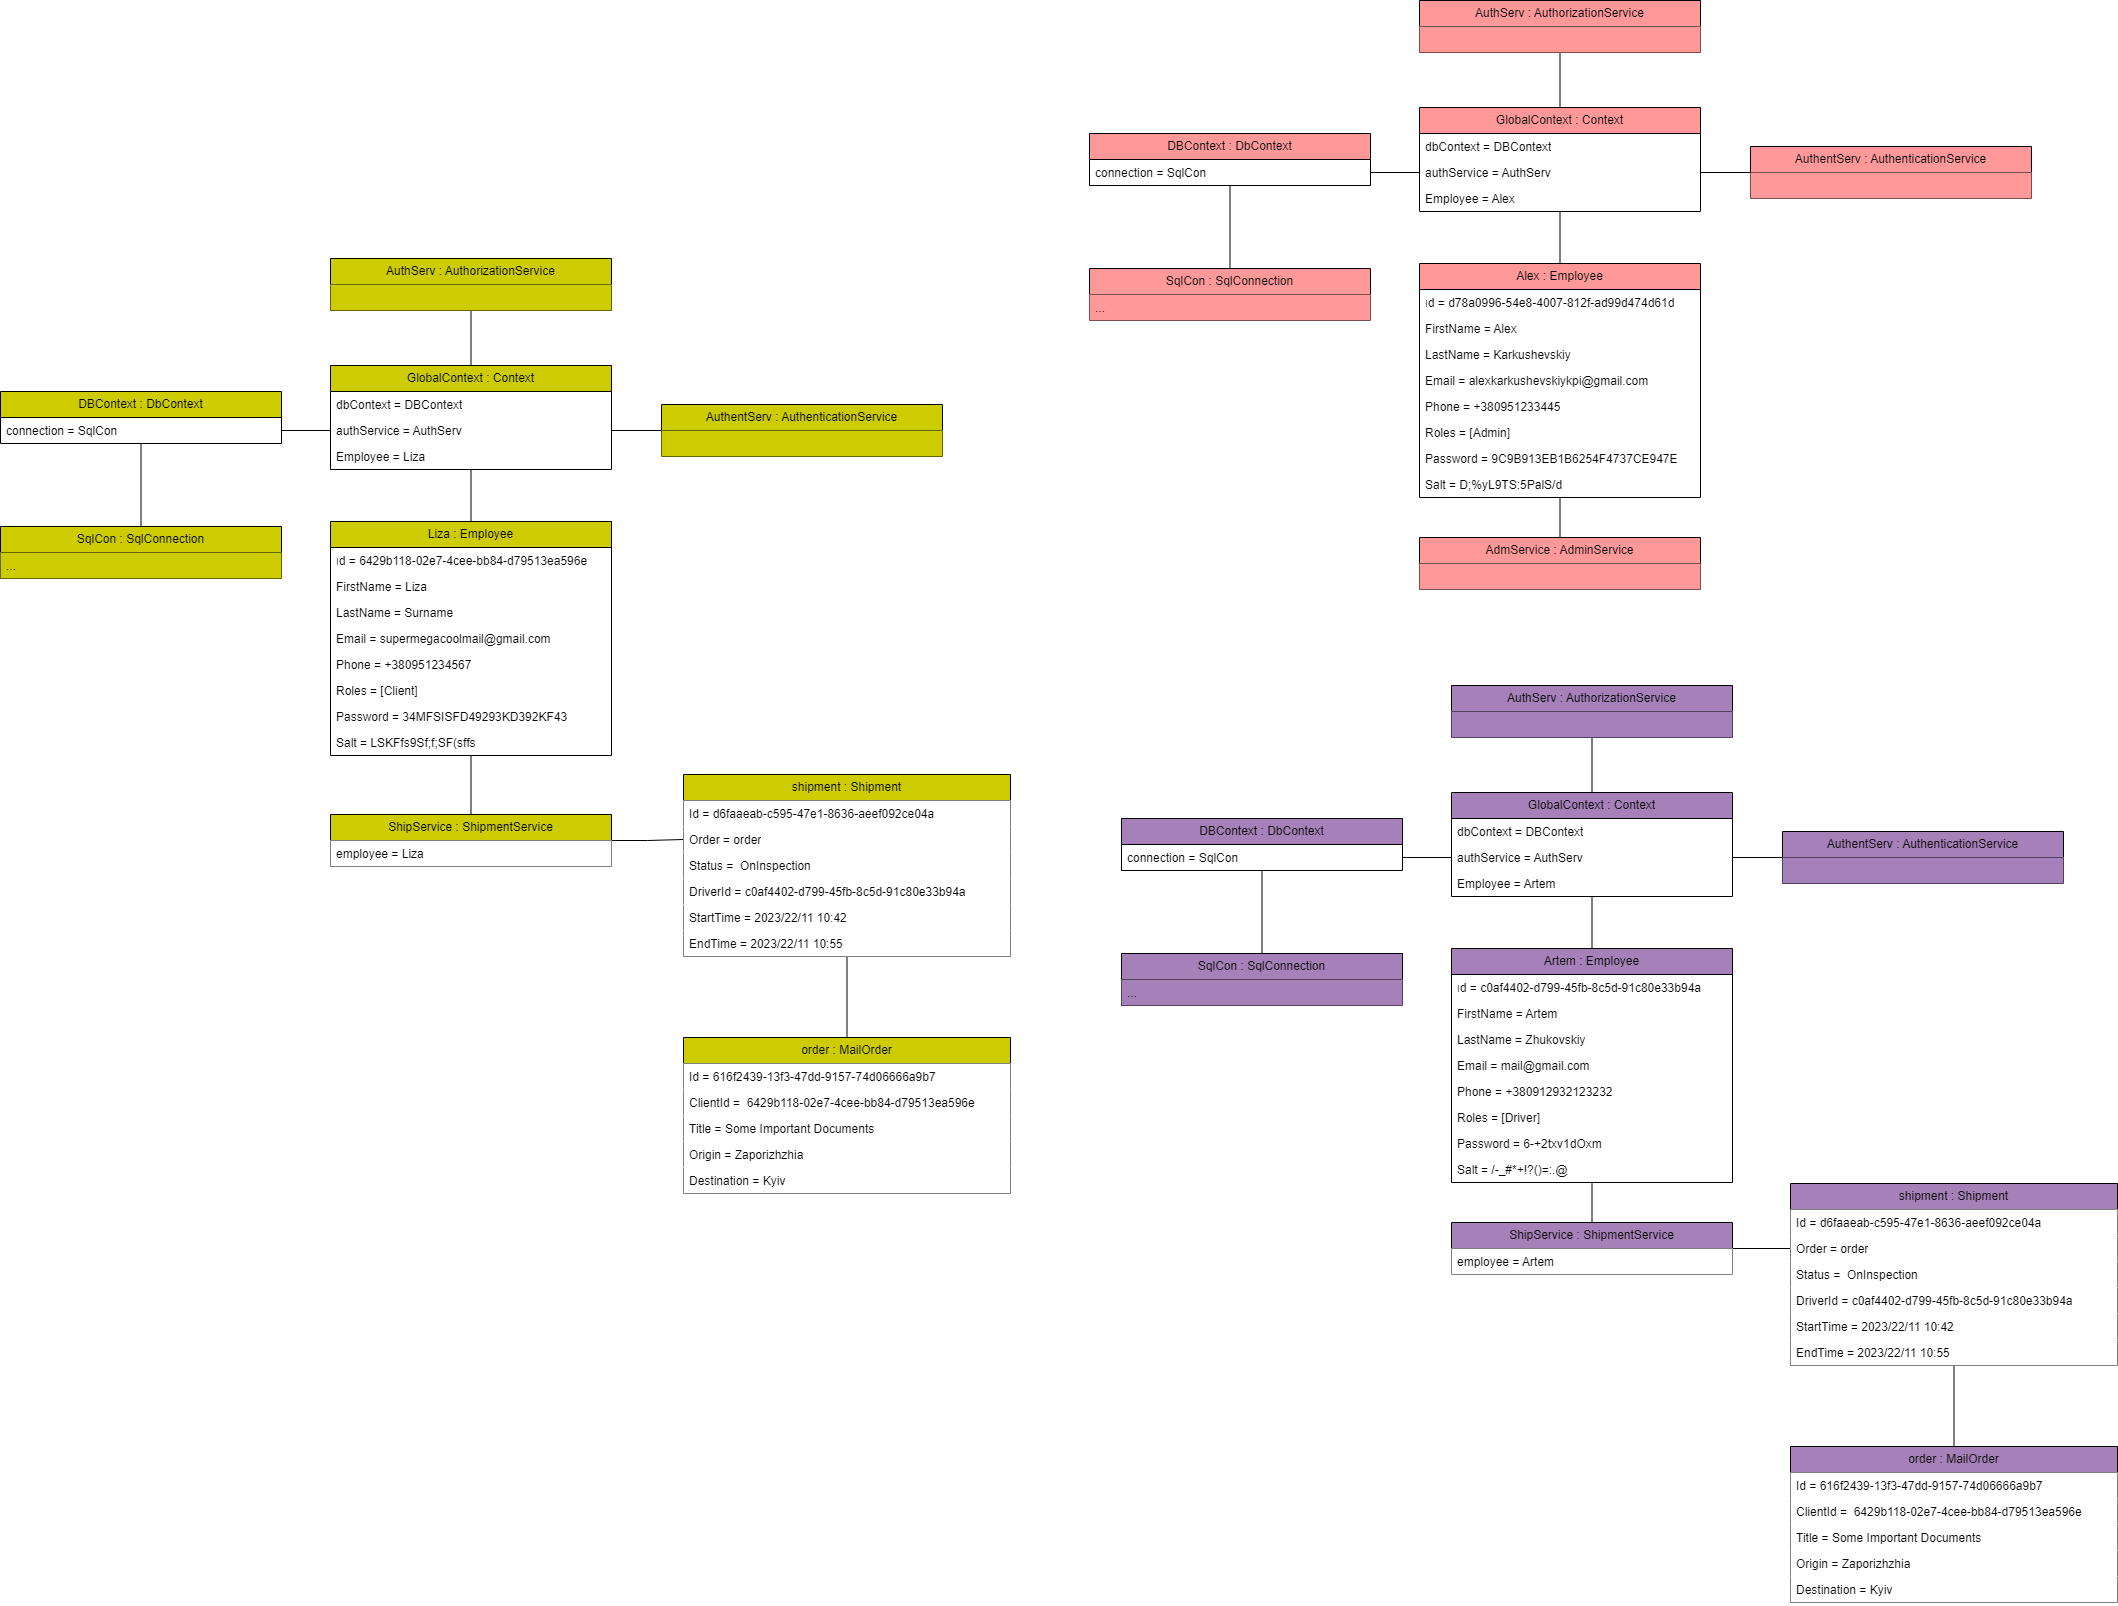 AuthServ : AuthorizationService
GlobalContext : Context
dbContext = DBContext
authService = AuthServ
Employee = Liza
DBContext : DbContext
connection = SqlCon
AuthentServ : AuthenticationService
SqlCon : SqlConnection
...
Liza : Employee
id = 6429b118-02e7-4cee-bb84-d79513ea596e
FirstName = Liza
LastName = Surname
Email = supermegacoolmail@gmail.com
Phone = +380951234567
Roles = [Client]
Password = 34MFSISFD49293KD392KF43
Salt = LSKFfs9Sf;f;SF(sffs
ShipService : ShipmentService
employee = Liza
shipment : Shipment
Id = d6faaeab-c595-47e1-8636-aeef092ce04a
Order = order
Status =  OnInspection
DriverId = c0af4402-d799-45fb-8c5d-91c80e33b94a
StartTime = 2023/22/11 10:42
EndTime = 2023/22/11 10:55
order : MailOrder
Id = 616f2439-13f3-47dd-9157-74d06666a9b7
ClientId =  6429b118-02e7-4cee-bb84-d79513ea596e
Title = Some Important Documents
Origin = Zaporizhzhia
Destination = Kyiv
AuthServ : AuthorizationService
GlobalContext : Context
dbContext = DBContext
authService = AuthServ
Employee = Alex
DBContext : DbContext
connection = SqlCon
AuthentServ : AuthenticationService
SqlCon : SqlConnection
...
Alex : Employee
id = d78a0996-54e8-4007-812f-ad99d474d61d
FirstName = Alex
LastName = Karkushevskiy
Email = alexkarkushevskiykpi@gmail.com
Phone = +380951233445
Roles = [Admin]
Password = 9C9B913EB1B6254F4737CE947E
Salt = D;%yL9TS:5PalS/d
AdmService : AdminService
AuthServ : AuthorizationService
GlobalContext : Context
dbContext = DBContext
authService = AuthServ
Employee = Artem
DBContext : DbContext
connection = SqlCon
AuthentServ : AuthenticationService
SqlCon : SqlConnection
...
Artem : Employee
id = c0af4402-d799-45fb-8c5d-91c80e33b94a
FirstName = Artem
LastName = Zhukovskiy
Email = mail@gmail.com
Phone = +380912932123232
Roles = [Driver]
Password = 6-+2txv1dOxm
Salt = /-_#*+!?()=:.@
ShipService : ShipmentService
employee = Artem
shipment : Shipment
Id = d6faaeab-c595-47e1-8636-aeef092ce04a
Order = order
Status =  OnInspection
DriverId = c0af4402-d799-45fb-8c5d-91c80e33b94a
StartTime = 2023/22/11 10:42
EndTime = 2023/22/11 10:55
order : MailOrder
Id = 616f2439-13f3-47dd-9157-74d06666a9b7
ClientId =  6429b118-02e7-4cee-bb84-d79513ea596e
Title = Some Important Documents
Origin = Zaporizhzhia
Destination = Kyiv